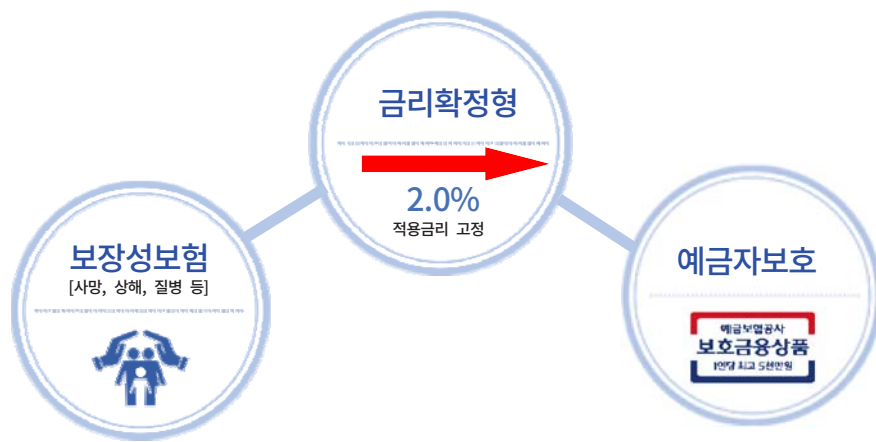 금리확정형
2.0%
적용금리 고정
보장성보험
[사망, 상해, 질병 등]
예금자보호
예금보험공사
보호금융상품
1인당 최고 5천만원